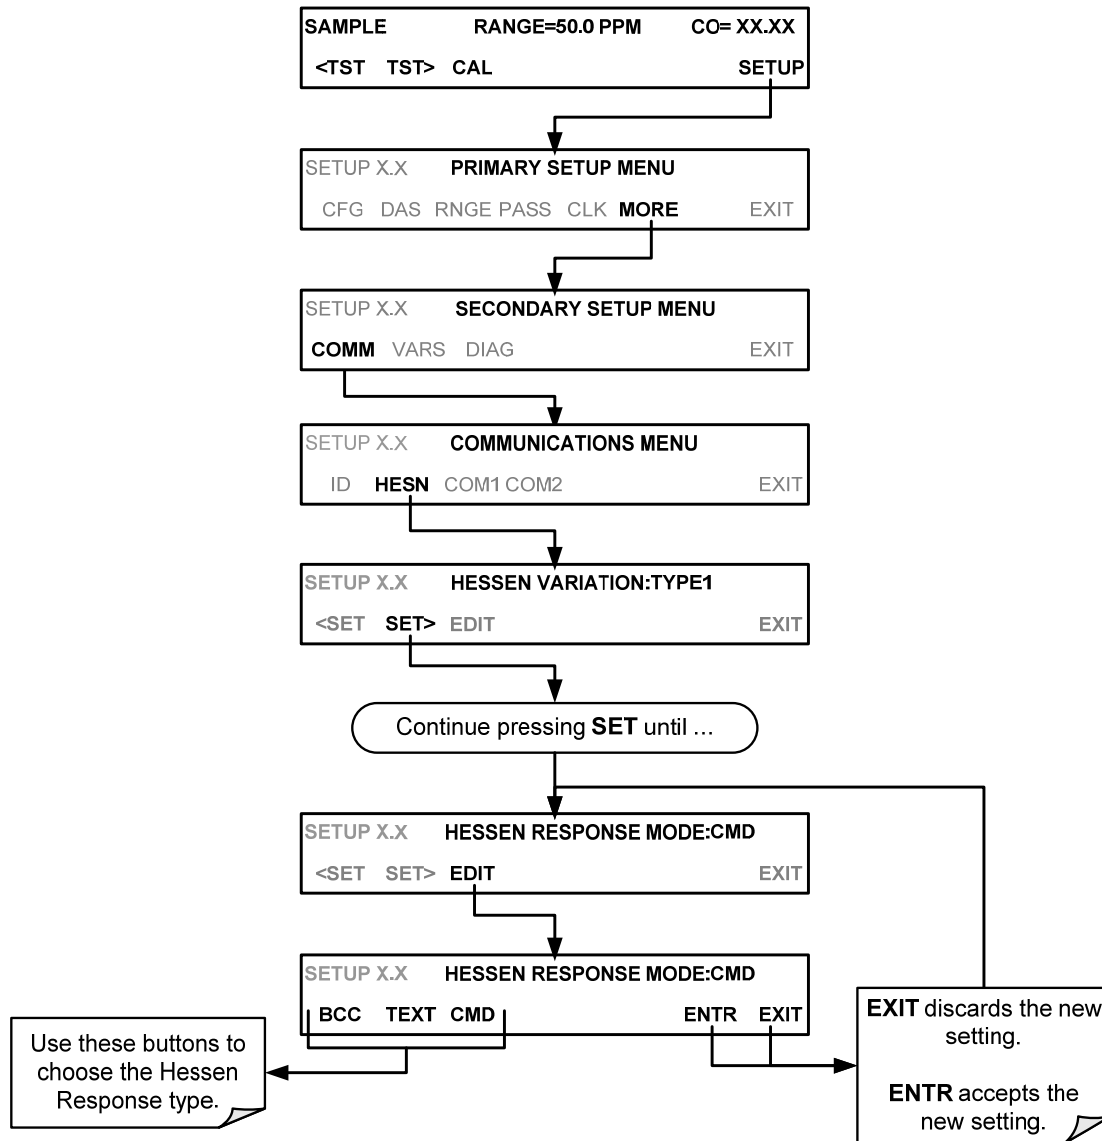 SAMPLE RANGE=50.0 PPM CO= XX.XX
<TST TST> CAL SETUP
SETUP X.X PRIMARY SETUP MENU
CFG DAS RNGE PASS CLK MORE EXIT
SETUP X.X SECONDARY SETUP MENU
COMM VARS DIAG EXIT
SETUP X.X COMMUNICATIONS MENU
ID HESN COM1 COM2 EXIT
SETUP X.X HESSEN VARIATION:TYPE1
<SET SET> EDIT EXIT
Continue pressing SET until ...
SETUP X.X HESSEN RESPONSE MODE:CMD
<SET SET> EDIT EXIT
SETUP X.X HESSEN RESPONSE MODE:CMD
BCC TEXT CMD ENTR EXIT
Use these buttons to
choose the Hessen
Response type.
EXIT discards the new
setting.
ENTR accepts the
new setting.